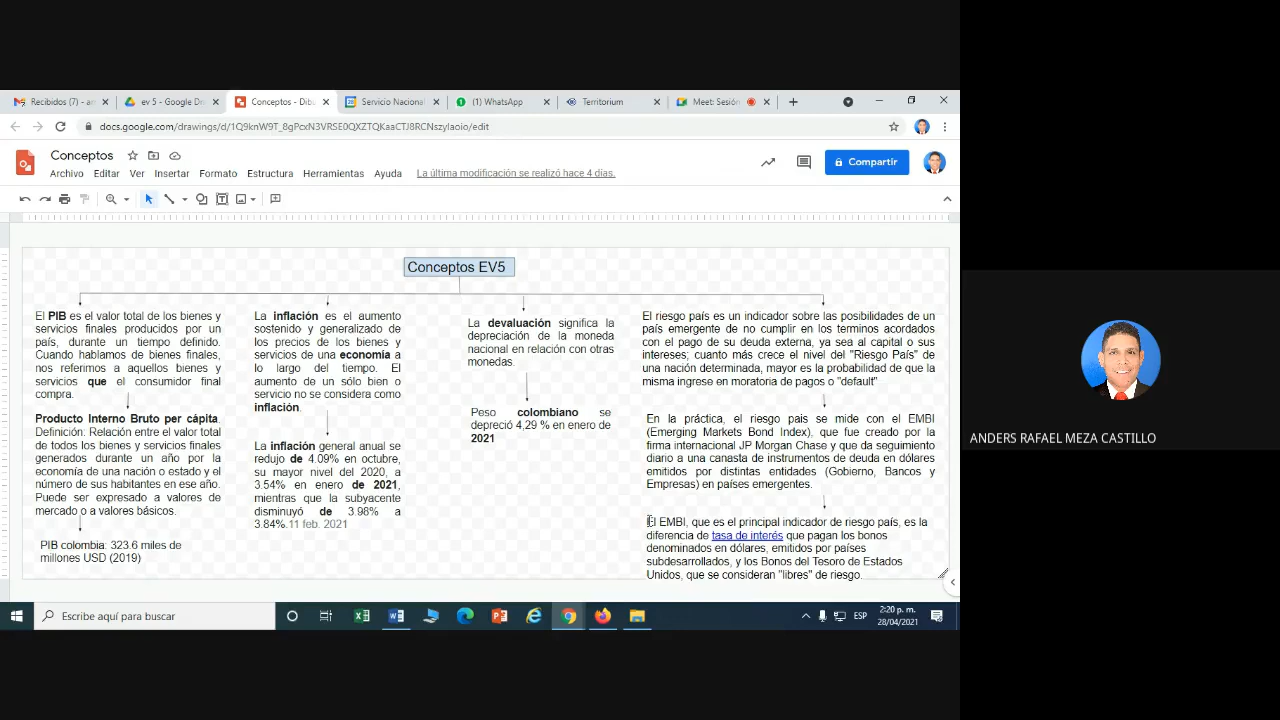 Recibidos (7) - an
ev 5 - Google Dr
Conceptos - Dibu
Servicio Nacional
(1) WhatsApp
Territorium
Meet: Sesión
docs.google.com/drawings/d/
Conceptos
Archivo Editar Ver Insertar Formato Estructura Herramientas Ayuda La última modificación se realizó hace 4 días.
Compartir
Conceptos EV5
El PIB es el valor total de los bienes y
servicios finales producidos por un
país, durante un tiempo definido.
Cuando hablamos de bienes finales,
nos referimos a aquellos bienes y
servicios que el consumidor final
compra.
Producto Interno Bruto per cápita.
Definición: Relación entre el valor total
de todos los bienes y servicios finales
generados durante un año por la
economía de una nación o estado y el
número de sus habitantes en ese año.
Puede ser expresado a valores de
mercado o a valores básicos.
PIB colombia: 323.6 miles de
millones USD (2019)
La inflación es el aumento
sostenido y generalizado de
los precios de los bienes y
servicios de una economía a
lo largo del tiempo. El
aumento de un sólo bien o
servicio no se considera como
inflación.
La inflación general anual se
redujo de 4.09% en octubre,
su mayor nivel del 2020, a
3.54% en enero de 2021,
mientras que la subyacente
disminuyó de 3.98% a
3.84%.11 feb. 2021
La devaluación significa la
depreciación de la moneda
nacional en relación con otras
monedas.
Peso colombiano se
depreció 4,29 % en enero de
2021
El riesgo país es un indicador sobre las posibilidades de un
país emergente de no cumplir en los terminos acordados
con el pago de su deuda externa, ya sea al capital o sus
intereses; cuanto más crece el nivel del "Riesgo País" de
una nación determinada, mayor es la probabilidad de que la
misma ingrese en moratoria de pagos o "default"
En la práctica, el riesgo pais se mide con el EMBI
(Emerging Markets Bond Index), que fue creado por la
firma internacional JP Morgan Chase y que da seguimiento
diario a una canasta de instrumentos de deuda en dólares
emitidos por distintas entidades (Gobierno, Bancos y
Empresas) en países emergentes.
El EMBI, que es el principal indicador de riesgo país, es la
diferencia de tasa de interés que pagan los bonos
denominados en dólares, emitidos por países
subdesarrollados, y los Bonos del Tesoro de Estados
Unidos, que se consideran "libres" de riesgo.
ANDERS RAFAEL MEZA CASTILLO
Escribe aquí para buscar
ESP
2:20 p. m.
28/04/2021